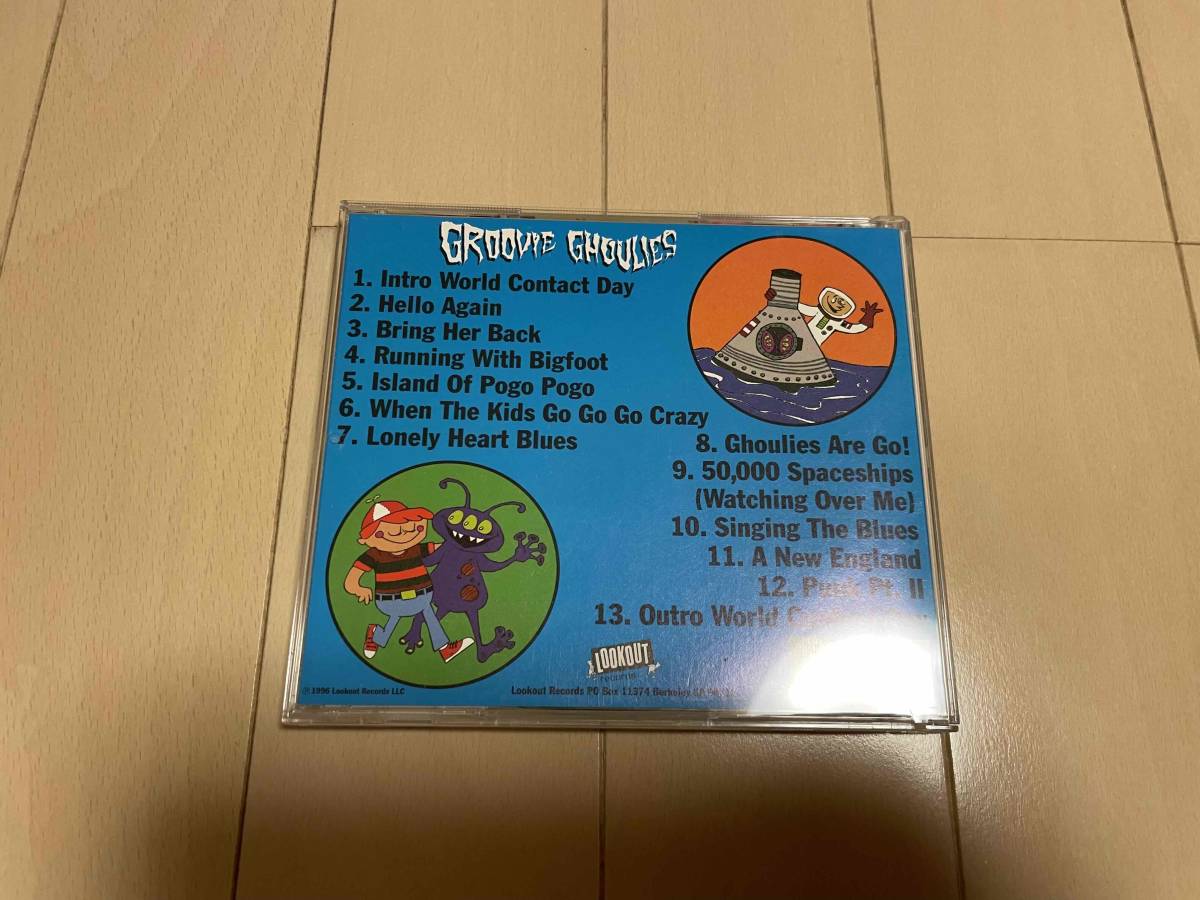 GROOVIE GHOULIES
1. Intro World Contact Day
2. Hello Again
3. Bring Her Back
4. Running With Bigfoot
5. Island Of Pogo Pogo
6. When The Kids Go Go Go Crazy
7. Lonely Heart Blues
8. Ghoulies Are Go!
9. 50,000 Spaceships
(Watching Over Me)
10. Singing The Blues
11. A New England
12. Punk Pt. II
13. Outro World
LOOKOUT
records
℗ 1996 Lookout Records LLC
Lookout Records PO Box 11374 Berkeley CA